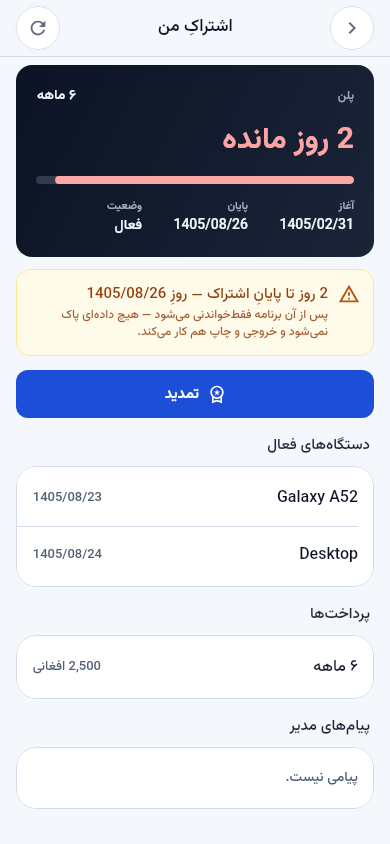 اشتراکِ من
پلن
۶ ماهه
2 روز مانده
آغاز
پایان
وضعیت
1405/02/31
1405/08/26
فعال
2 روز تا پایانِ اشتراک — روزِ 1405/08/26
پس از آن برنامه فقط‌خواندنی می‌شود — هیچ داده‌ای پاک
نمی‌شود و خروجی و چاپ هم کار می‌کند.
تمدید
دستگاه‌های فعال
Galaxy A52
1405/08/23
Desktop
1405/08/24
پرداخت‌ها
۶ ماهه
2,500 افغانی
پیام‌های مدیر
پیامی نیست.